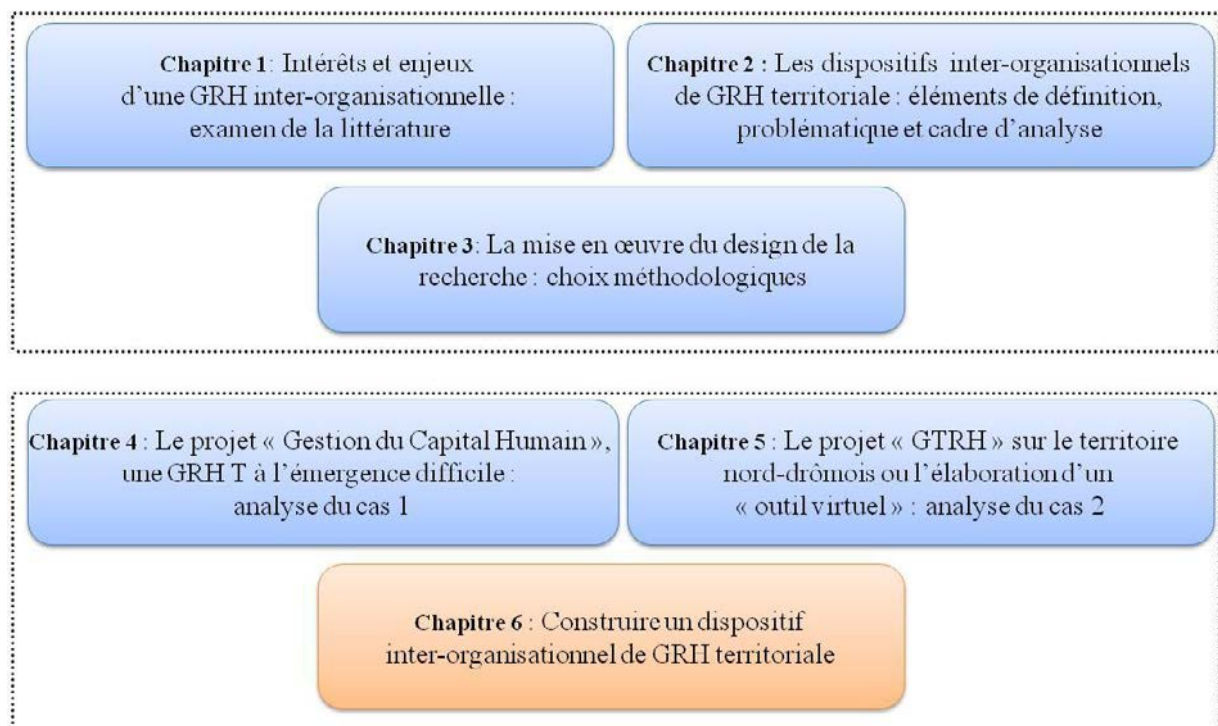 Chapitre 1: Intérêts et enjeux
d'une GRH inter-organisationnelle :
examen de la littérature
Chapitre 2 : Les dispositifs inter-organisationnels
de GRH territoriale : éléments de définition,
problématique et cadre d'analyse
Chapitre 3: La mise en œuvre du design de la
recherche : choix méthodologiques
Chapitre 4 : Le projet « Gestion du Capital Humain »,
une GRH T à l'émergence difficile :
analyse du cas 1
Chapitre 5 : Le projet « GTRH » sur le territoire
nord-drômois ou l'élaboration d'un
« outil virtuel » : analyse du cas 2
Chapitre 6 : Construire un dispositif
inter-organisationnel de GRH territoriale